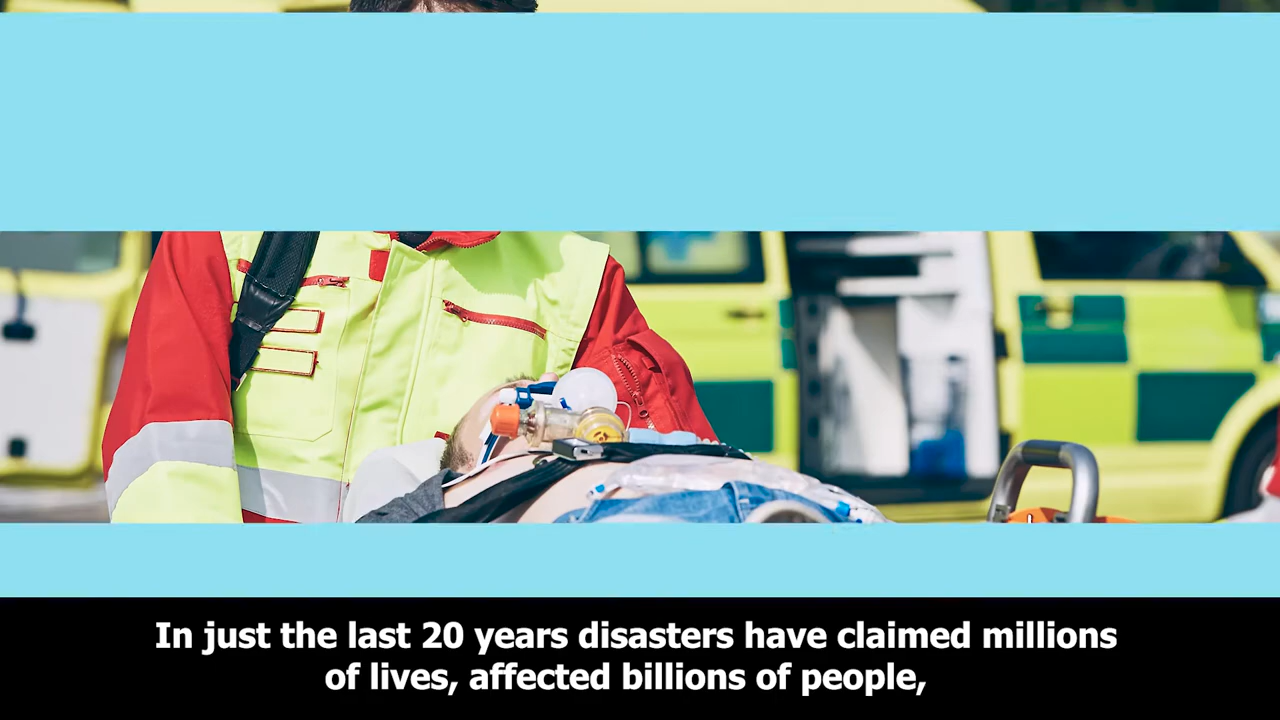 In just the last 20 years disasters have claimed millions
of lives, affected billions of people,